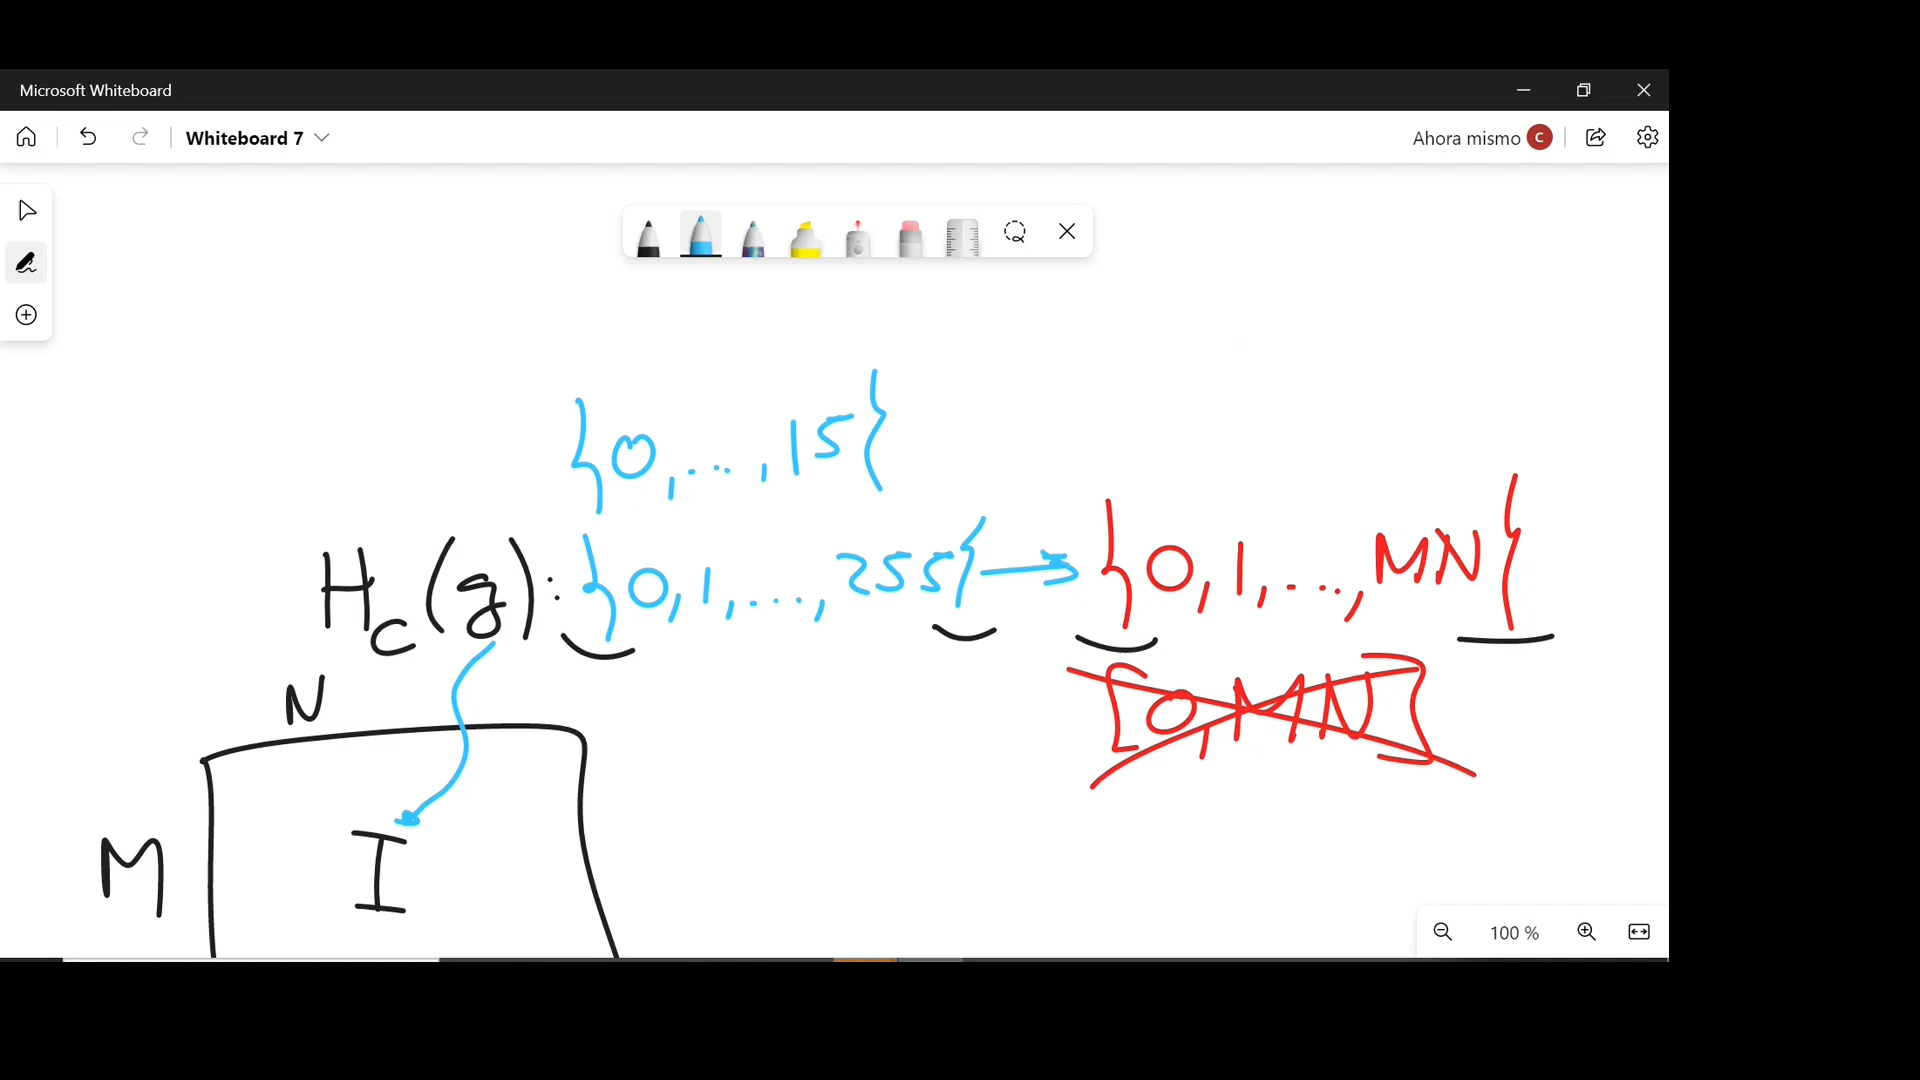 Microsoft Whiteboard
Whiteboard 7
Ahora mismo C
}0,...,15{
H_C(g): }0,1,...,255{ → }0,1,...,MN{
[0,MN]
N
M
I
100 %